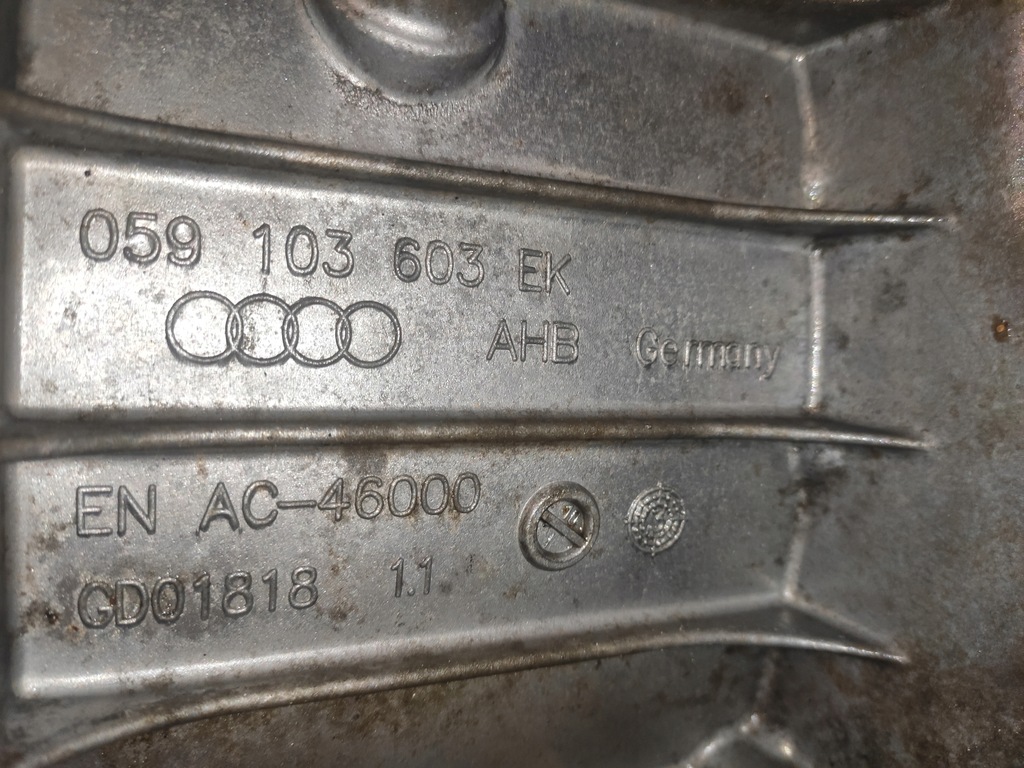 059 103 603 EK
AHB Germany
EN AC-46000
GD01818 1.1